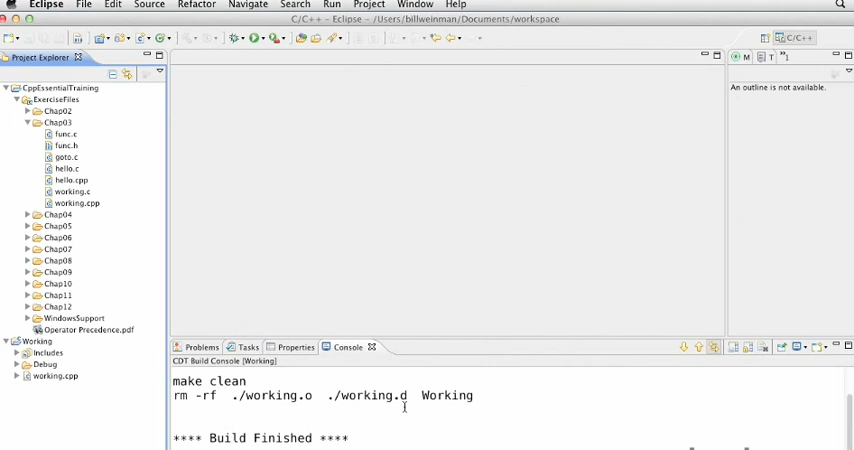 Eclipse File Edit Source Refactor Navigate Search Run Project Window Help
C/C++ - Eclipse - /Users/billweinman/Documents/workspace
C/C++
Project Explorer
M T »1
CppEssentialTraining
An outline is not available.
ExerciseFiles
Chap02
Chap03
func.c
func.h
goto.c
hello.c
hello.cpp
working.c
working.cpp
Chap04
Chap05
Chap06
Chap07
Chap08
Chap09
Chap10
Chap11
Chap12
WindowsSupport
Operator Precedence.pdf
Working
Includes
Debug
working.cpp
Problems Tasks Properties Console
CDT Build Console [Working]
make clean
rm -rf ./working.o ./working.d Working
**** Build Finished ****